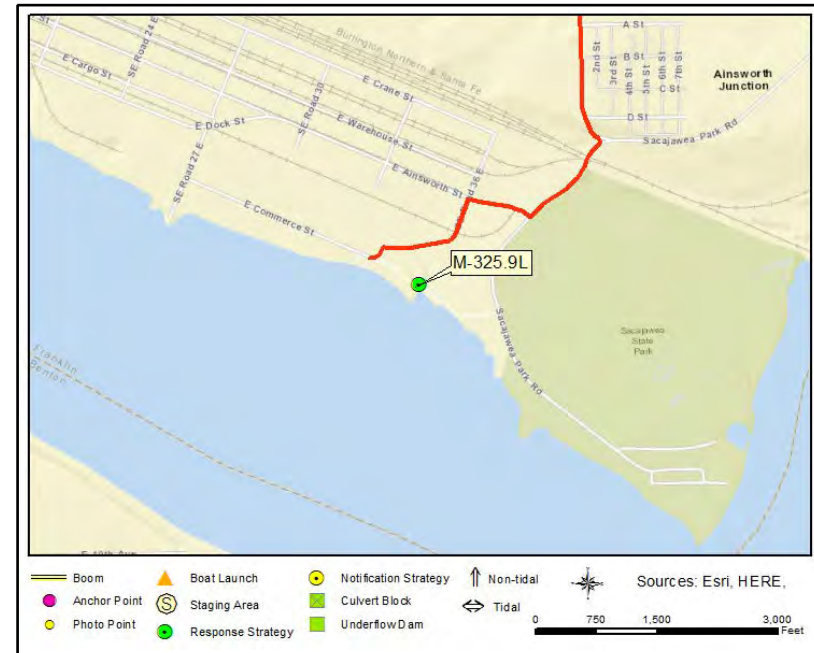 A St
SE Road 24 E
Burlington Northern & Santa Fe
2nd St
3rd St
B St
4th St
5th St
6th St
7th St
C St
Ainsworth
Junction
E Cargo St
SE Road 30
E Crane St
D St
E Dock St
E Warehouse St
Sacajawea Park Rd
SE Road 27 E
E Ainsworth St
36 E
E Commerce St
M-325.9L
Sacajawea
State
Park
Franklin
Benton
Sacajawea Park Rd
Boom
Boat Launch
Notification Strategy
Non-tidal
Sources: Esri, HERE,
Anchor Point
S
Staging Area
Culvert Block
Tidal
Photo Point
Response Strategy
Underflow Dam
0 750 1,500 3,000
Feet